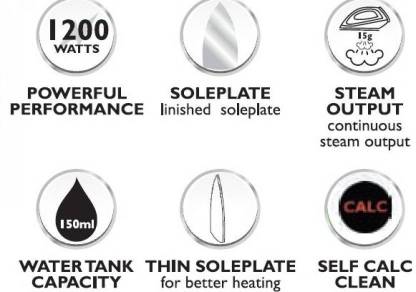 1200
WATTS
POWERFUL
PERFORMANCE
SOLEPLATE
linished soleplate
15g
STEAM
OUTPUT
continuous
steam output
150ml
WATER TANK
CAPACITY
THIN SOLEPLATE
for better heating
CALC
SELF CALC
CLEAN